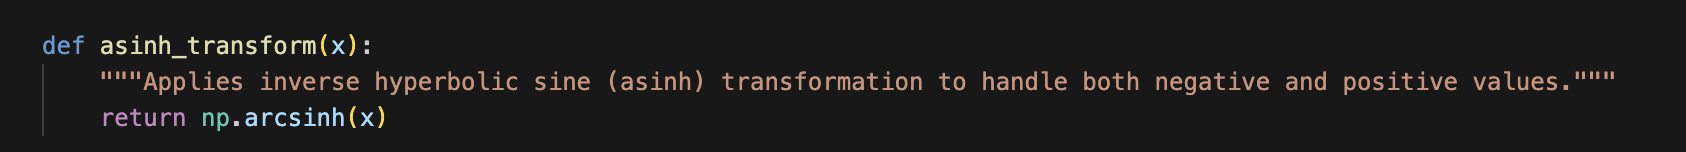 def asinh_transform(x):
    """Applies inverse hyperbolic sine (asinh) transformation to handle both negative and positive values."""
    return np.arcsinh(x)